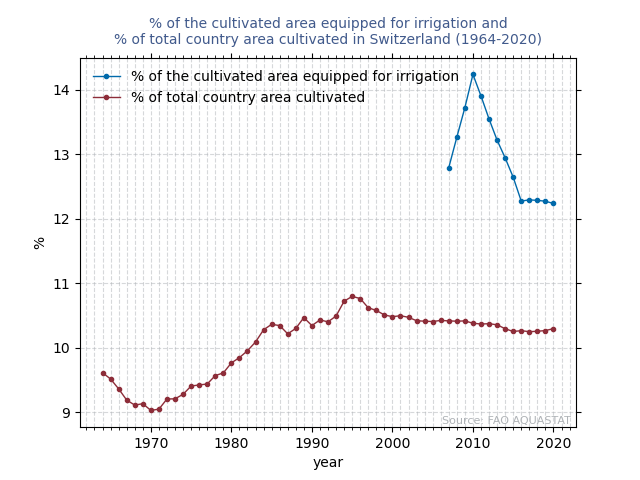 % of the cultivated area equipped for irrigation and
% of total country area cultivated in Switzerland (1964-2020)
% of the cultivated area equipped for irrigation
% of total country area cultivated
14
13
12
11
10
9
%
Source: FAO AQUASTAT
1970 1980 1990 2000 2010 2020
year